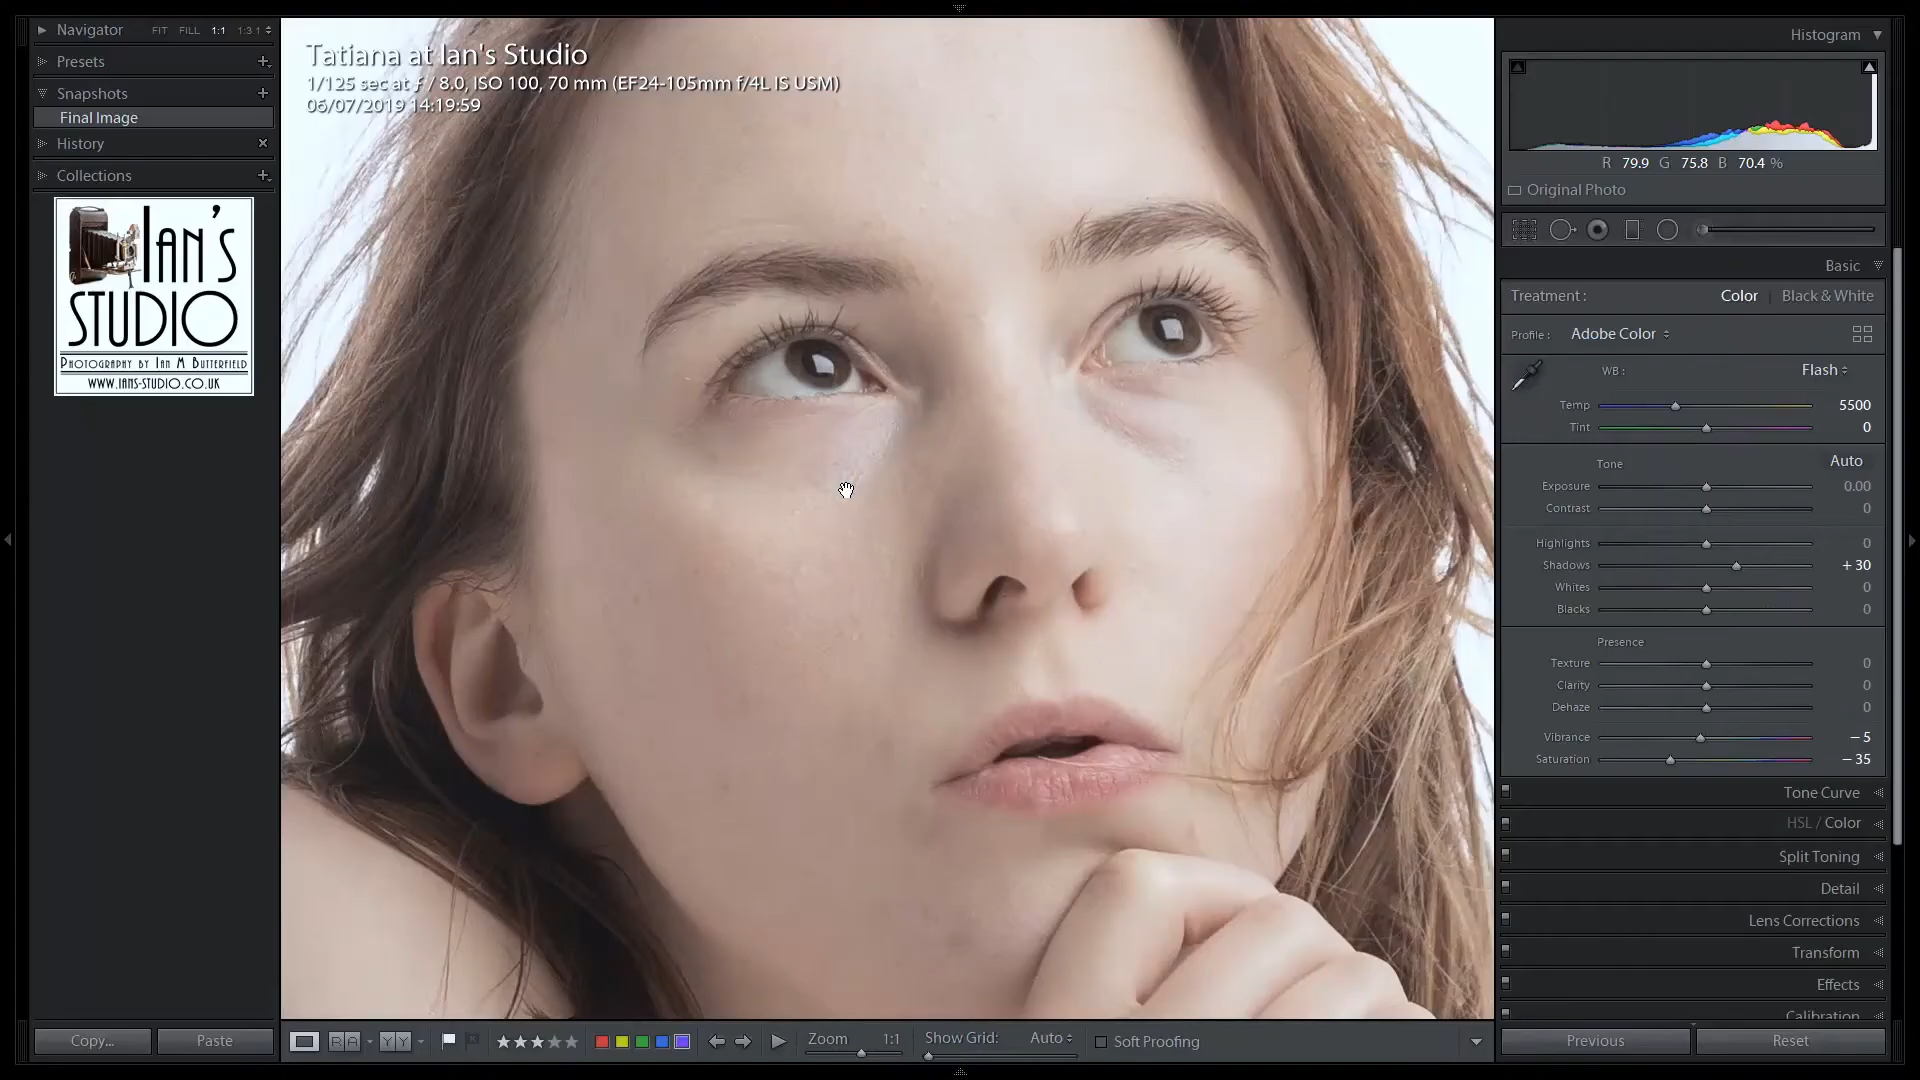 Navigator FIT FILL 1:1 1:3.1
Presets
Snapshots
Final Image
History
Collections
Ian's
STUDIO
PHOTOGRAPHY BY IAN M BUTTERFIELD
WWW.IANS-STUDIO.CO.UK
Copy...
Paste
Tatiana at Ian's Studio
1/125 sec at ƒ / 8.0, ISO 100, 70 mm (EF24-105mm f/4L IS USM)
06/07/2019 14:19:59
R A
Y Y
Zoom 1:1
Show Grid: Auto
Soft Proofing
Histogram
R 79.9 G 75.8 B 70.4 %
Original Photo
Basic
Treatment : Color Black & White
Profile : Adobe Color
WB : Flash
Temp 5500
Tint 0
Tone Auto
Exposure 0.00
Contrast 0
Highlights 0
Shadows + 30
Whites 0
Blacks 0
Presence
Texture 0
Clarity 0
Dehaze 0
Vibrance – 5
Saturation – 35
Tone Curve
HSL / Color
Split Toning
Detail
Lens Corrections
Transform
Effects
Calibration
Previous
Reset